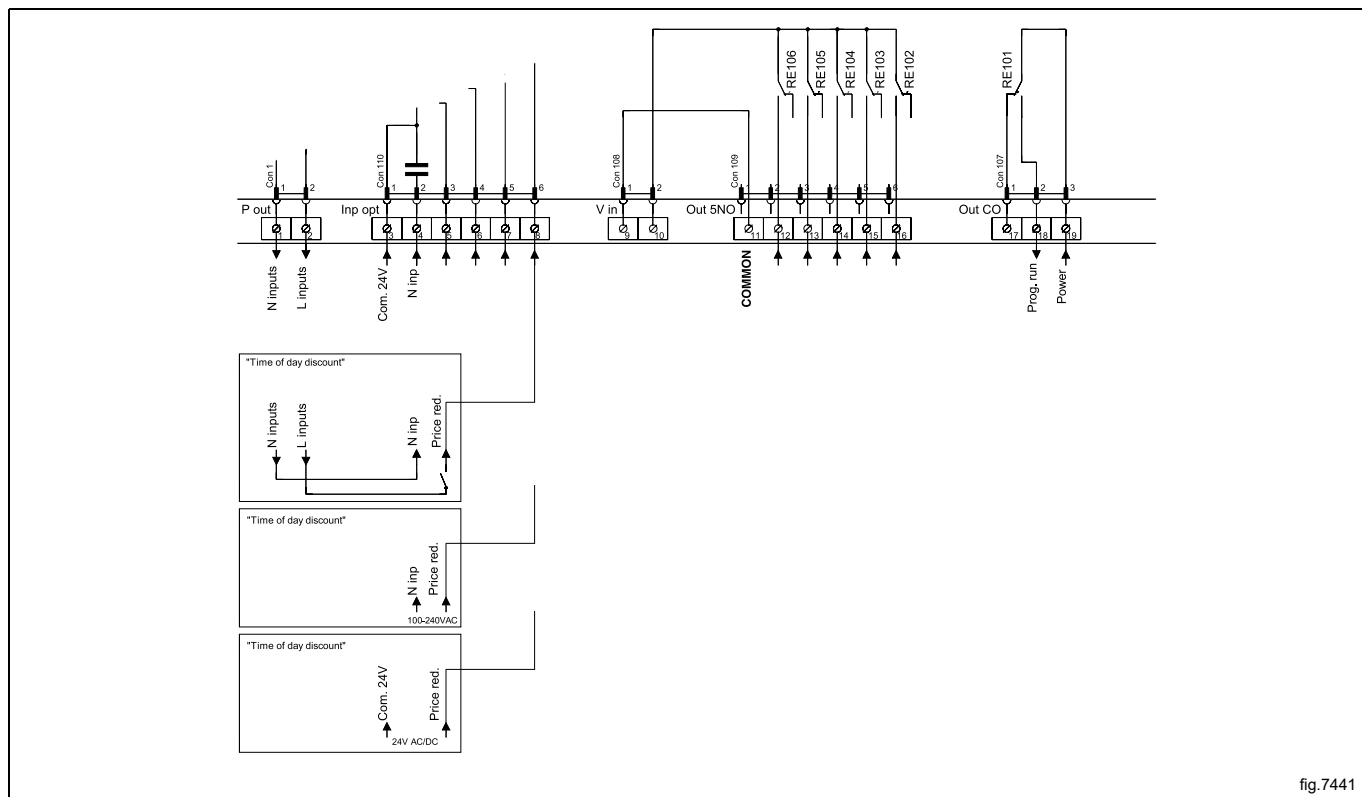 RE106
RE105
RE104
RE103
RE102
RE101
Con 1
Con 110
Con 108
Con 109
Con 107
1 2
1 2 3 4 5 6
1 2
1 2 3 4 5 6
1 2 3
P out
Inp opt
V in
Out 5NO
Out CO
1 2
3 4 5 6 7 8
9 10
11 12 13 14 15 16
17 18 19
N inputs
L inputs
Com. 24V
N inp
COMMON
Prog. run
Power
"Time of day discount"
N inputs
L inputs
N inp
Price red.
"Time of day discount"
N inp
Price red.
100-240VAC
"Time of day discount"
Com. 24V
Price red.
24V AC/DC
fig.7441